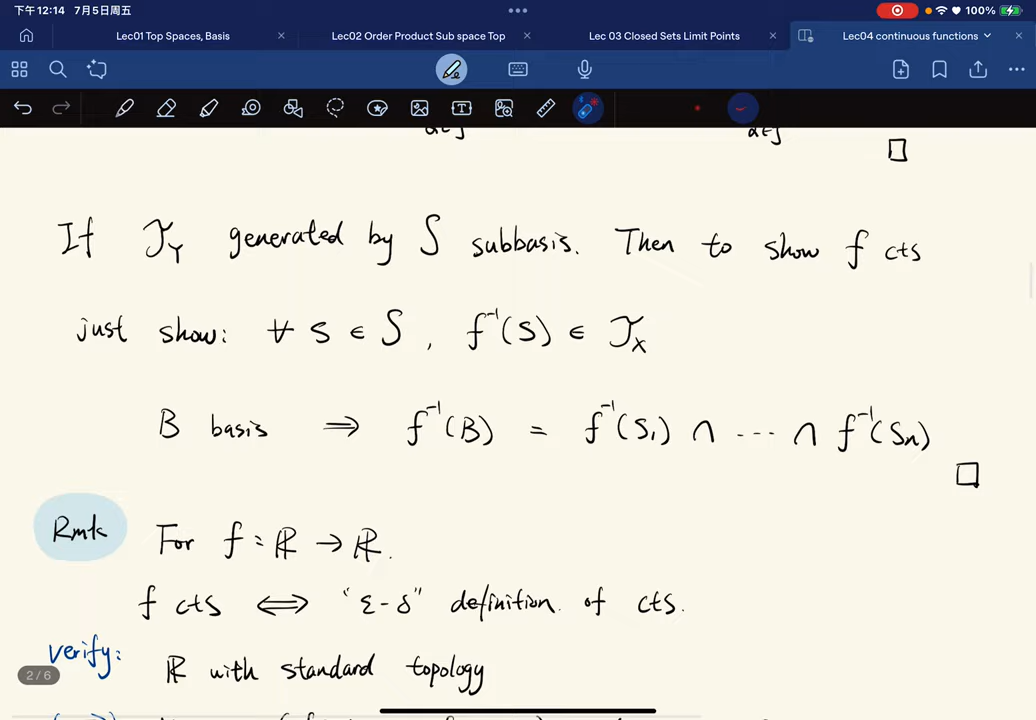 下午12:14 7月5日周五
100%
Lec01 Top Spaces, Basis
Lec02 Order Product Sub space Top
Lec 03 Closed Sets Limit Points
Lec04 continuous functions
α∈J α∈J
□
If 𝒯_Y generated by 𝒮 subbasis. Then to show f cts
just show: ∀ S ∈ 𝒮, f⁻¹(S) ∈ 𝒯_X
B basis ⇒ f⁻¹(B) = f⁻¹(S₁) ∩ ... ∩ f⁻¹(Sₙ)
□
Rmk For f: ℝ → ℝ.
f cts ⇔ "ε-δ" definition of cts.
verify: ℝ with standard topology
2/6
(⇒)